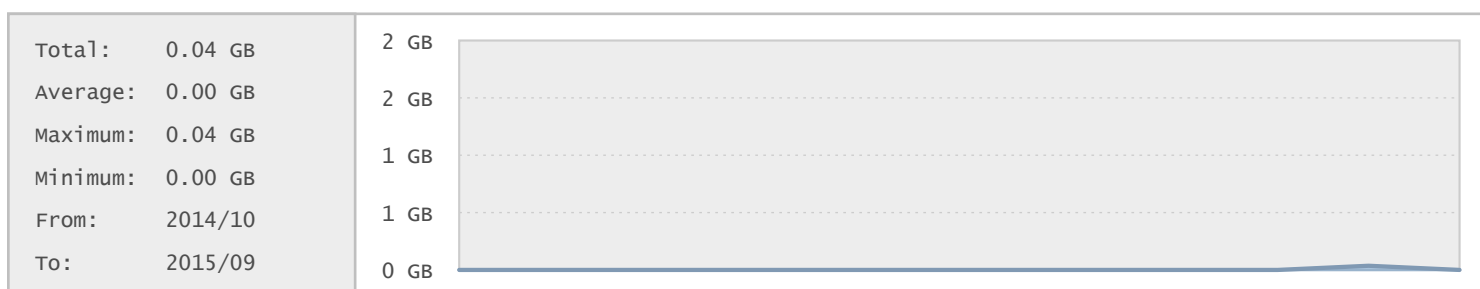 Total: 0.04 GB
Average: 0.00 GB
Maximum: 0.04 GB
Minimum: 0.00 GB
From: 2014/10
To: 2015/09
2 GB
2 GB
1 GB
1 GB
0 GB